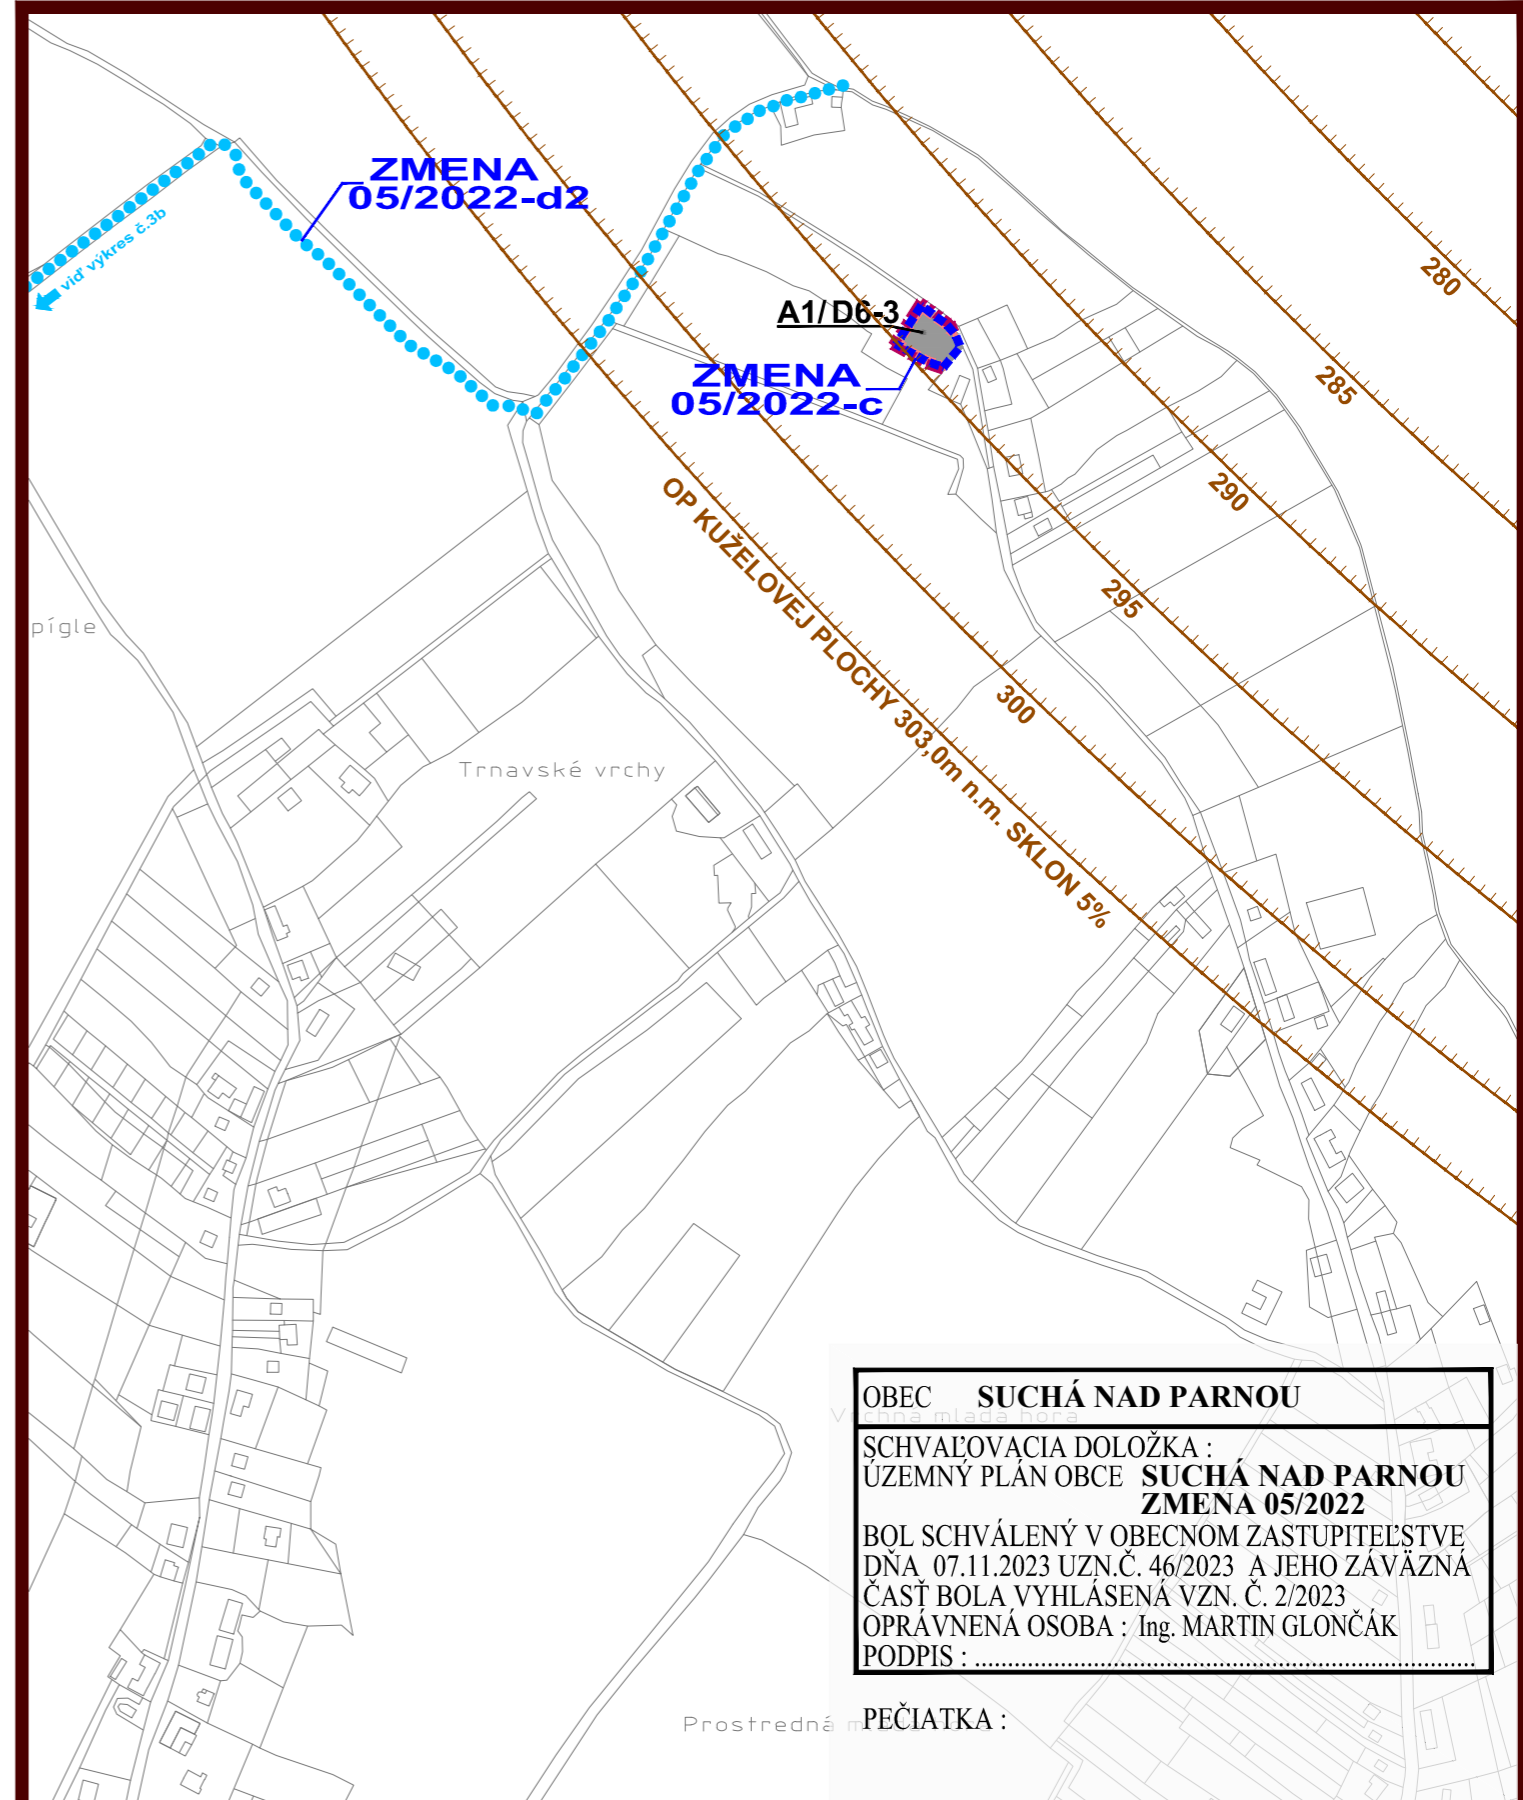 ZMENA
05/2022-d2
viď výkres č.3b
280
A1/D6-3
ZMENA
05/2022-c
285
290
OP KUŽELOVEJ PLOCHY 303,0m n.m. SKLON 5%
295
300
pígle
Trnavské vrchy
OBEC SUCHÁ NAD PARNOU
Vrchná mladá hora
SCHVAĽOVACIA DOLOŽKA :
ÚZEMNÝ PLÁN OBCE SUCHÁ NAD PARNOU
ZMENA 05/2022
BOL SCHVÁLENÝ V OBECNOM ZASTUPITEĽSTVE
DŇA 07.11.2023 UZN.Č. 46/2023 A JEHO ZÁVÄZNÁ
ČASŤ BOLA VYHLÁSENÁ VZN. Č. 2/2023
OPRÁVNENÁ OSOBA : Ing. MARTIN GLONČÁK
PODPIS : ............................................................................
Prostredná
PEČIATKA :